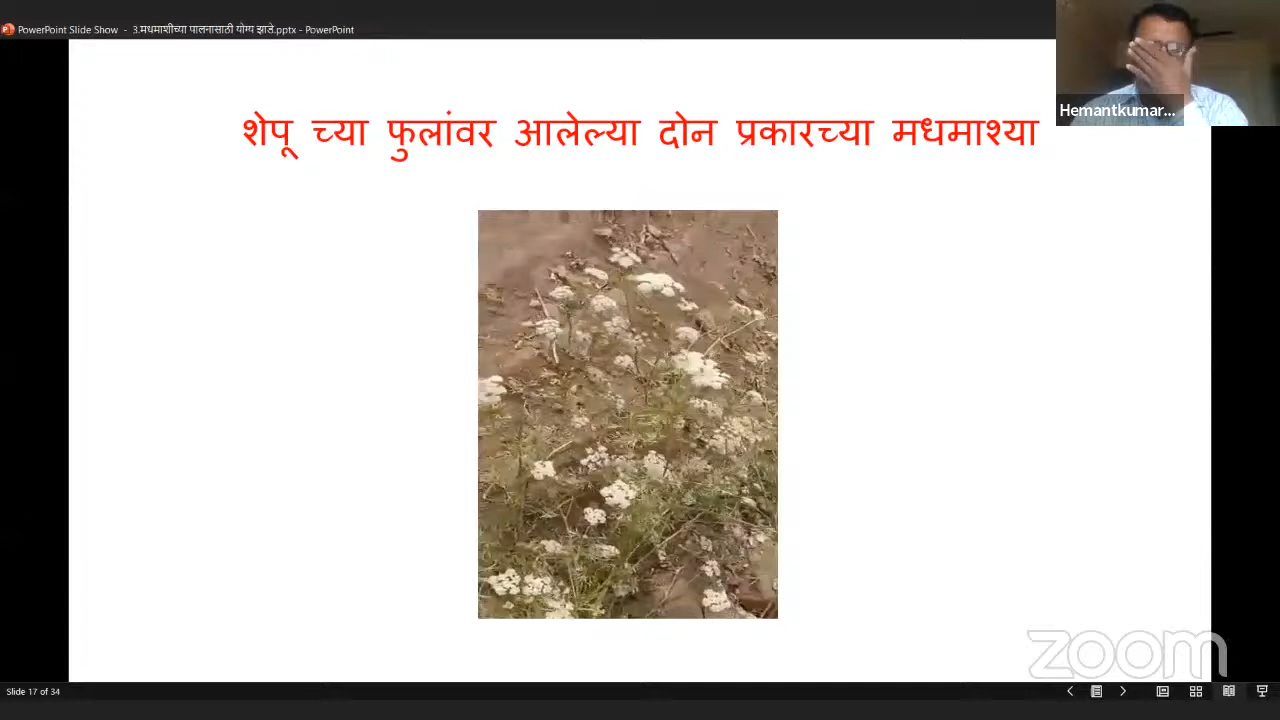 PowerPoint Slide Show - 3.मधमाशीच्या पालनासाठी योग्य झाडे.pptx - PowerPoint
Hemantkumar...
शेपू च्या फुलांवर आलेल्या दोन प्रकारच्या मधमाश्या
zoom
Slide 17 of 34